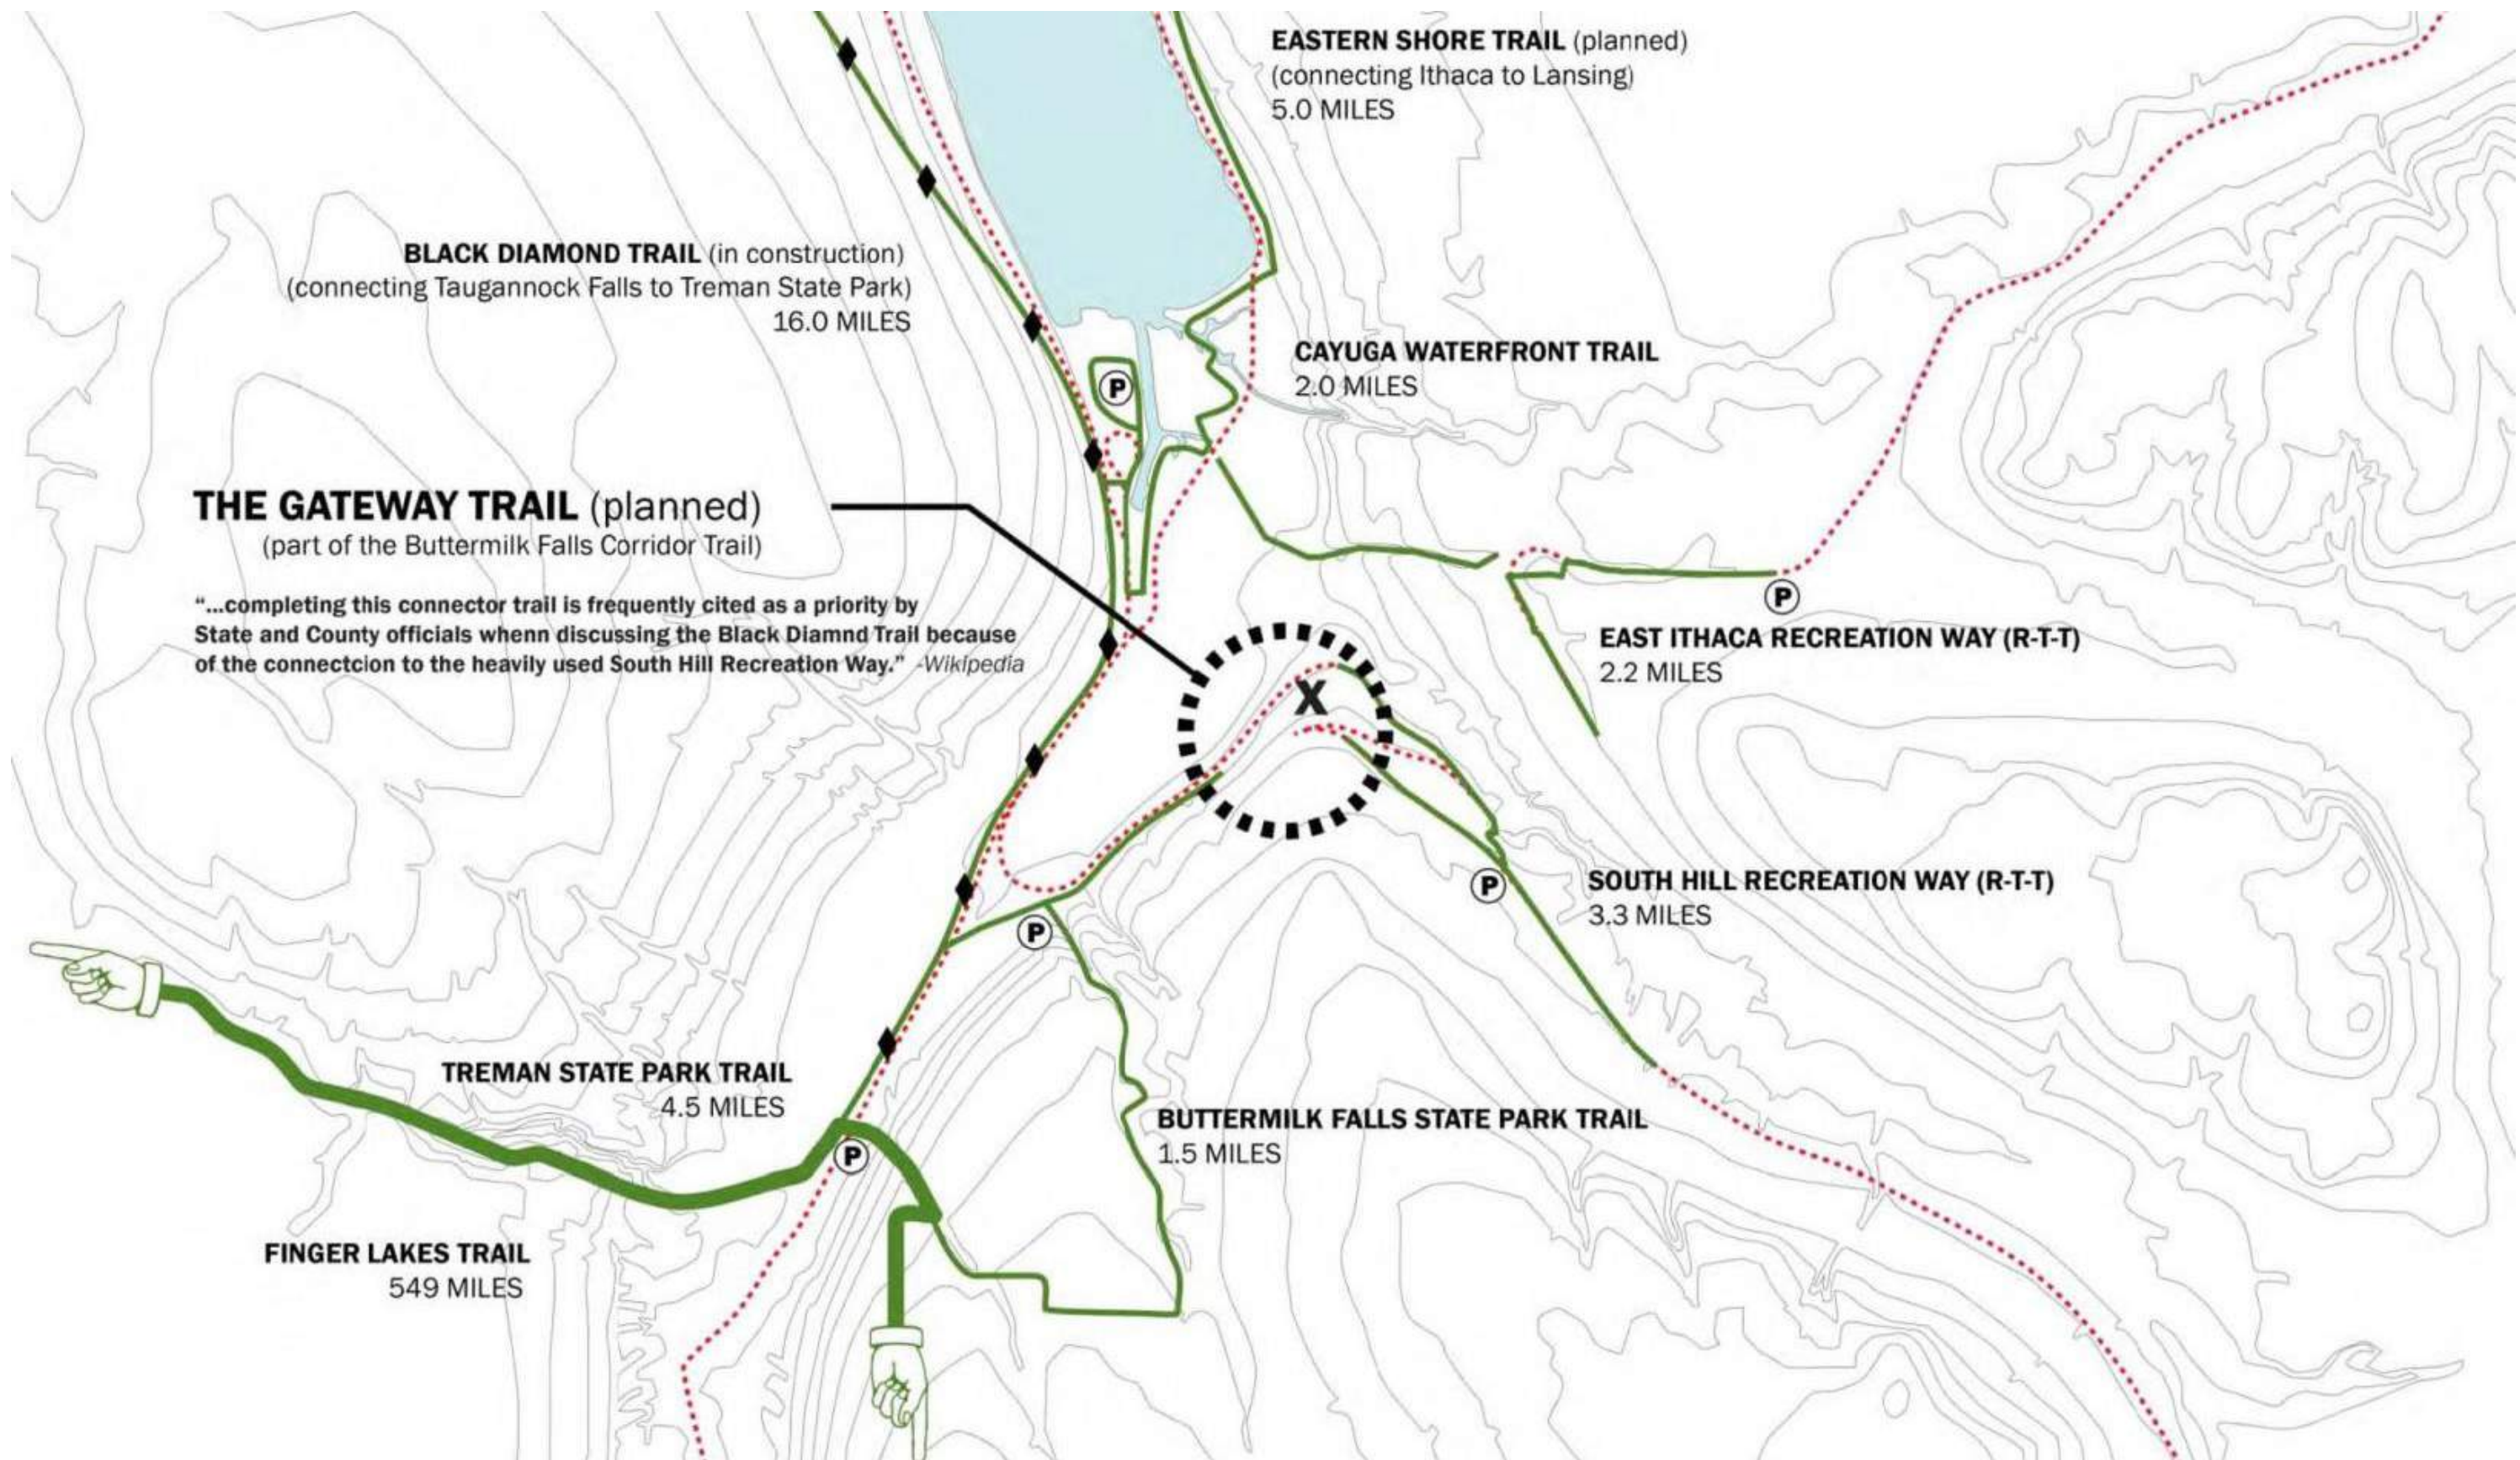 EASTERN SHORE TRAIL (planned)
(connecting Ithaca to Lansing)
5.0 MILES
BLACK DIAMOND TRAIL (in construction)
(connecting Taugannock Falls to Treman State Park)
16.0 MILES
CAYUGA WATERFRONT TRAIL
2.0 MILES
P
THE GATEWAY TRAIL (planned)
(part of the Buttermilk Falls Corridor Trail)
“...completing this connector trail is frequently cited as a priority by
State and County officials whenn discussing the Black Diamnd Trail because
of the connectcion to the heavily used South Hill Recreation Way.” -Wikipedia
P
EAST ITHACA RECREATION WAY (R-T-T)
2.2 MILES
X
P
SOUTH HILL RECREATION WAY (R-T-T)
3.3 MILES
P
TREMAN STATE PARK TRAIL
4.5 MILES
P
BUTTERMILK FALLS STATE PARK TRAIL
1.5 MILES
FINGER LAKES TRAIL
549 MILES